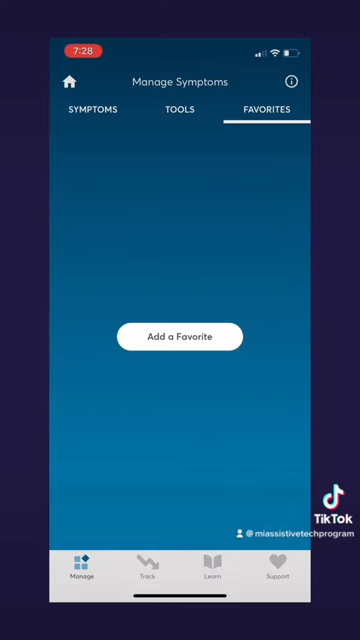 7:28
Manage Symptoms
SYMPTOMS TOOLS FAVORITES
Add a Favorite
TikTok
@ miassistivetechprogram
Manage Track Learn Support